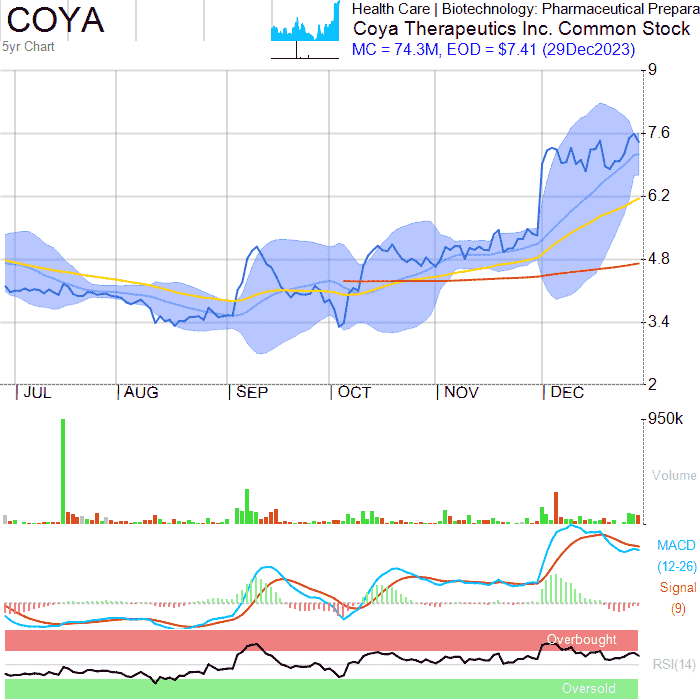 COYA
5yr Chart
Health Care | Biotechnology: Pharmaceutical Prepara
Coya Therapeutics Inc. Common Stock
MC = 74.3M, EOD = $7.41 (29Dec2023)
9
7.6
6.2
4.8
3.4
2
JUL AUG SEP OCT NOV DEC
950k
Volume
MACD
(12-26)
Signal
(9)
Overbought
RSI(14)
Oversold